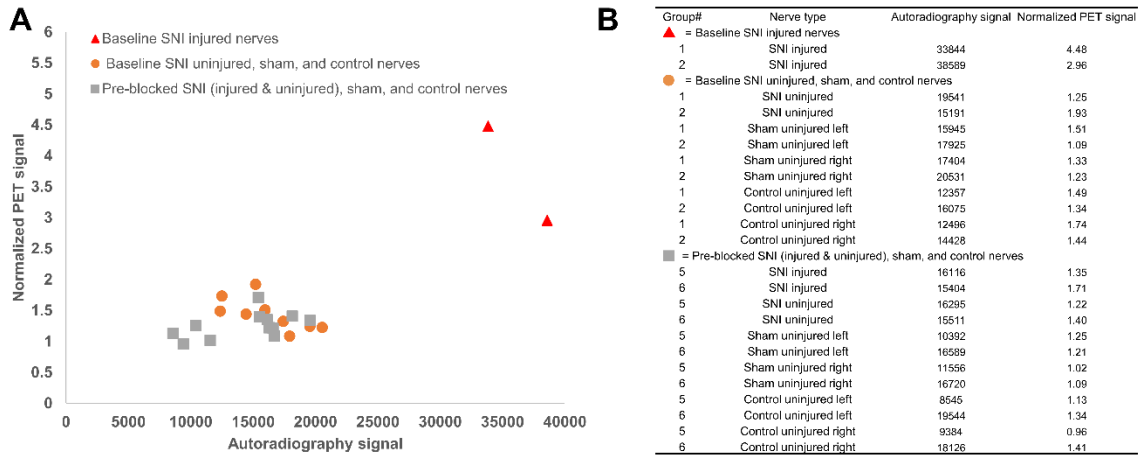 A
6
5.5
5
4.5
4
3.5
3
2.5
2
1.5
1
0.5
0
Normalized PET signal
Baseline SNI injured nerves
Baseline SNI uninjured, sham, and control nerves
Pre-blocked SNI (injured & uninjured), sham, and control nerves
0 5000 10000 15000 20000 25000 30000 35000 40000
Autoradiography signal
B
Group# Nerve type Autoradiography signal Normalized PET signal
= Baseline SNI injured nerves
1 SNI injured 33844 4.48
2 SNI injured 38589 2.96
= Baseline SNI uninjured, sham, and control nerves
1 SNI uninjured 19541 1.25
2 SNI uninjured 15191 1.93
1 Sham uninjured left 15945 1.51
2 Sham uninjured left 17925 1.09
1 Sham uninjured right 17404 1.33
2 Sham uninjured right 20531 1.23
1 Control uninjured left 12357 1.49
2 Control uninjured left 16075 1.34
1 Control uninjured right 12496 1.74
2 Control uninjured right 14428 1.44
= Pre-blocked SNI (injured & uninjured), sham, and control nerves
5 SNI injured 16116 1.35
6 SNI injured 15404 1.71
5 SNI uninjured 16295 1.22
6 SNI uninjured 15511 1.40
5 Sham uninjured left 10392 1.25
6 Sham uninjured left 16589 1.21
5 Sham uninjured right 11556 1.02
6 Sham uninjured right 16720 1.09
5 Control uninjured left 8545 1.13
6 Control uninjured left 19544 1.34
5 Control uninjured right 9384 0.96
6 Control uninjured right 18126 1.41